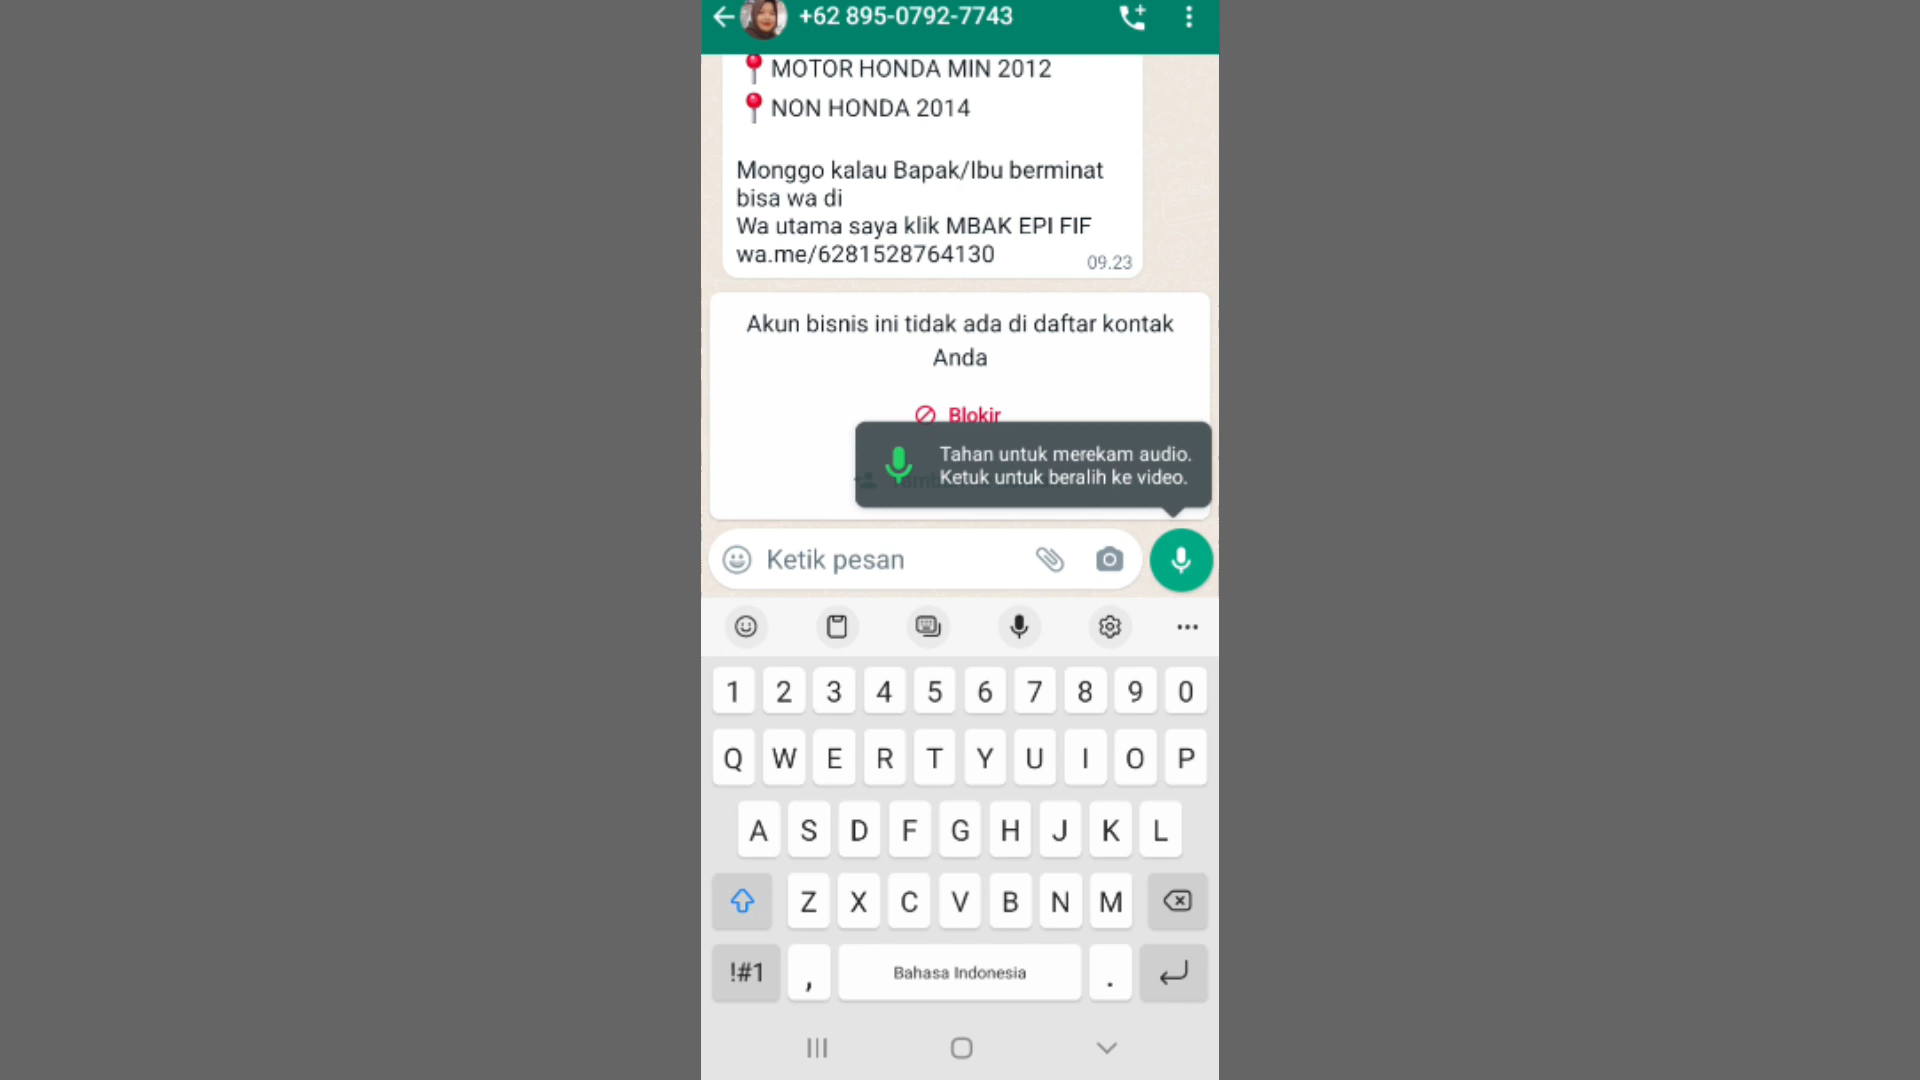 +62 895-0792-7743
MOTOR HONDA MIN 2012
NON HONDA 2014
Monggo kalau Bapak/Ibu berminat
bisa wa di
Wa utama saya klik MBAK EPI FIF
wa.me/6281528764130
09.23
Akun bisnis ini tidak ada di daftar kontak
Anda
Blokir
Tahan untuk merekam audio.
Ketuk untuk beralih ke video.
Ketik pesan
1 2 3 4 5 6 7 8 9 0
Q W E R T Y U I O P
A S D F G H J K L
Z X C V B N M
!#1 , Bahasa Indonesia .